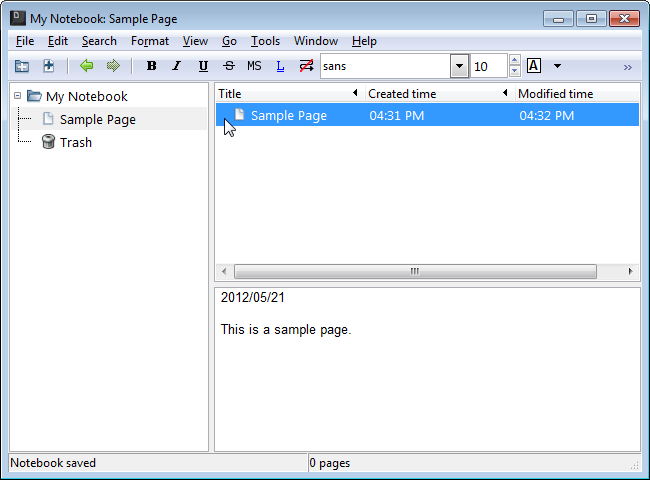 My Notebook: Sample Page
File Edit Search Format View Go Tools Window Help
B I U S MS L sans 10 A »
My Notebook
Sample Page
Trash
Title Created time Modified time
Sample Page 04:31 PM 04:32 PM
2012/05/21
This is a sample page.
Notebook saved 0 pages